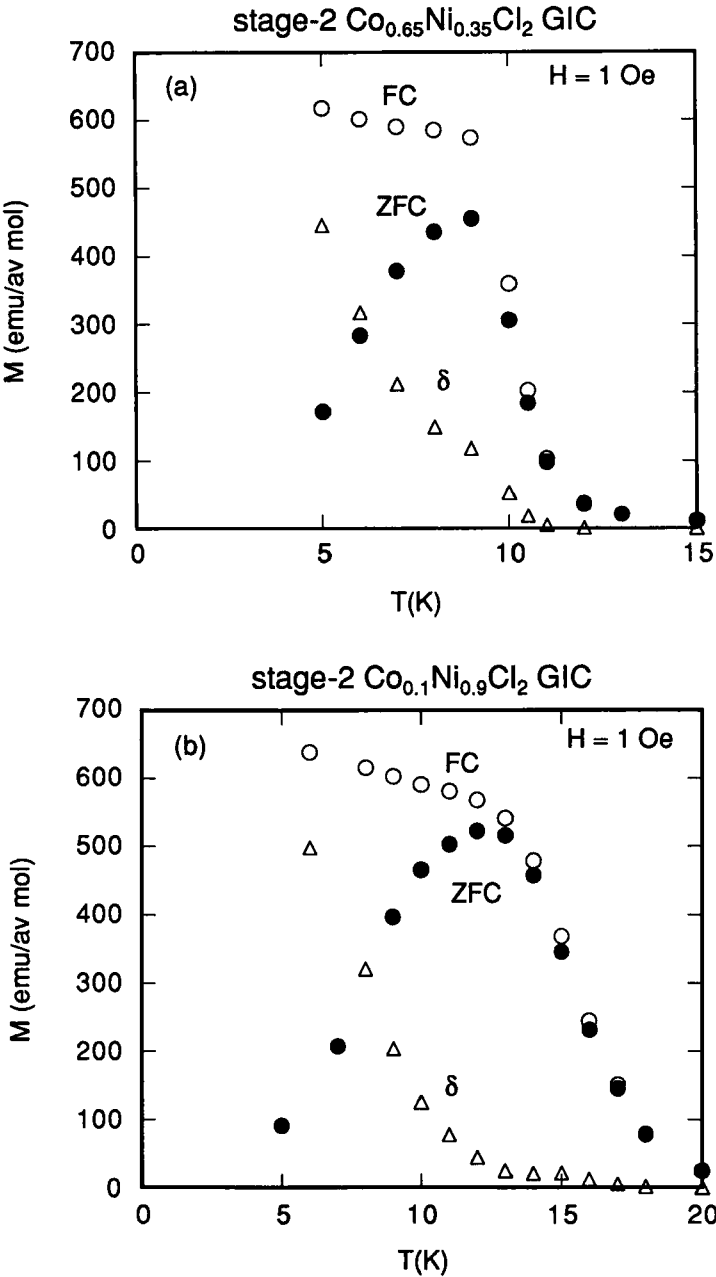 stage-2 Co₀.₆₅Ni₀.₃₅Cl₂ GIC
(a)
H = 1 Oe
FC
ZFC
δ
M (emu/av mol)
700
600
500
400
300
200
100
0
0 5 10 15
T(K)
stage-2 Co₀.₁Ni₀.₉Cl₂ GIC
(b)
H = 1 Oe
FC
ZFC
δ
M (emu/av mol)
700
600
500
400
300
200
100
0
0 5 10 15 20
T(K)